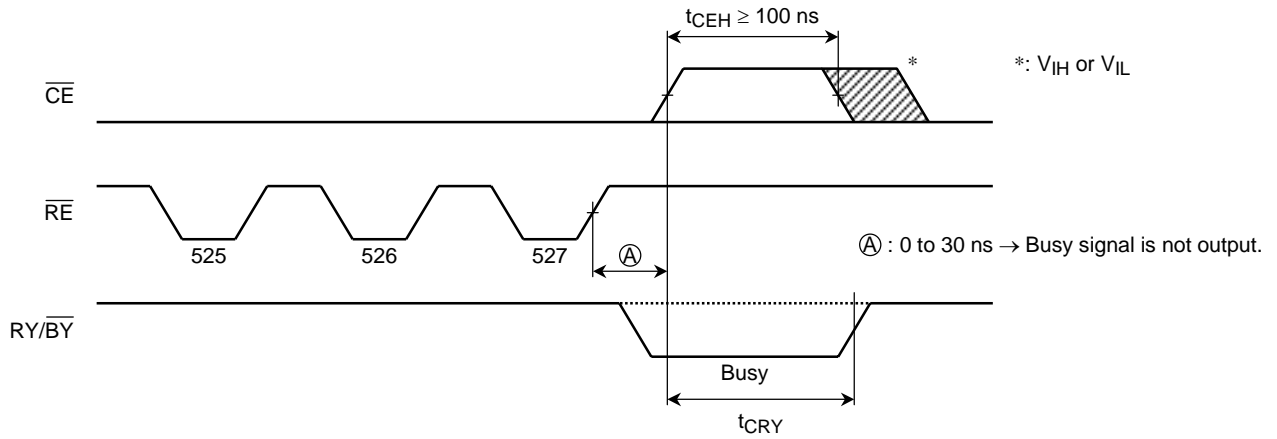 tCEH ≥ 100 ns
* *: VIH or VIL
CE
RE
525 526 527
A
A : 0 to 30 ns → Busy signal is not output.
RY/BY
Busy
tCRY